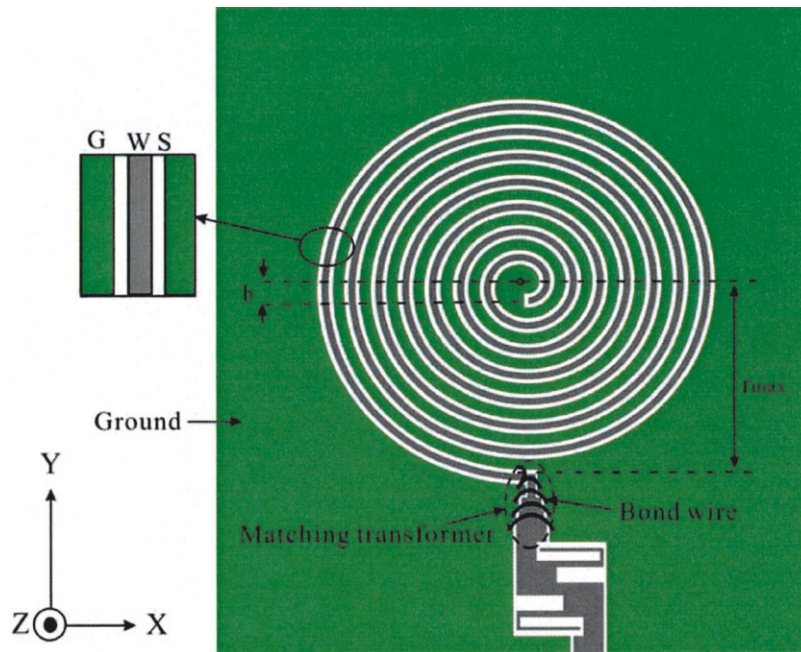 G W S
b
rmax
Ground
Y
Bond wire
Matching transformer
Z X